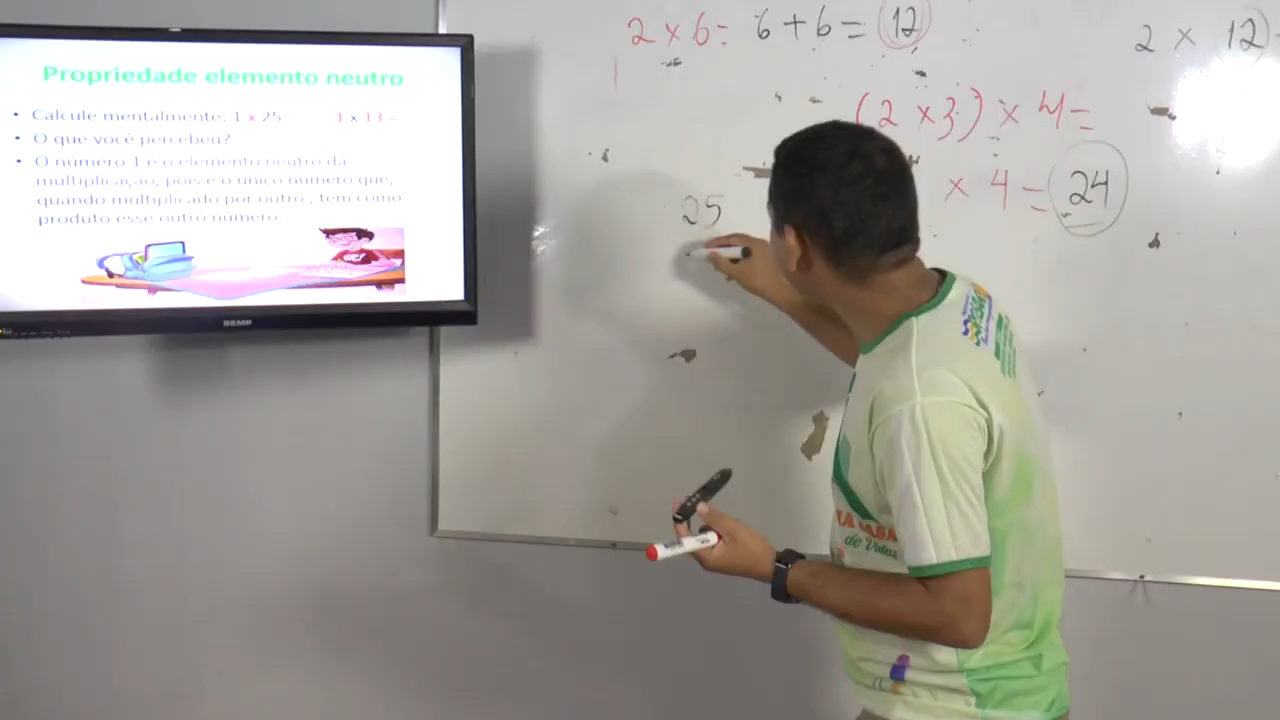 Propriedade elemento neutro
• Calcule mentalmente: 1 x 25 = 1 x 13 =
• O que você percebeu?
• O número 1 é o elemento neutro da
multiplicação, pois é o único número que,
quando multiplicado por outro , tem como
produto esse outro número.
SEMP
2 x 6 = 6 + 6 = 12
2 x 12
(2 x 3) x 4 =
x 4 = 24
25
de Vidas